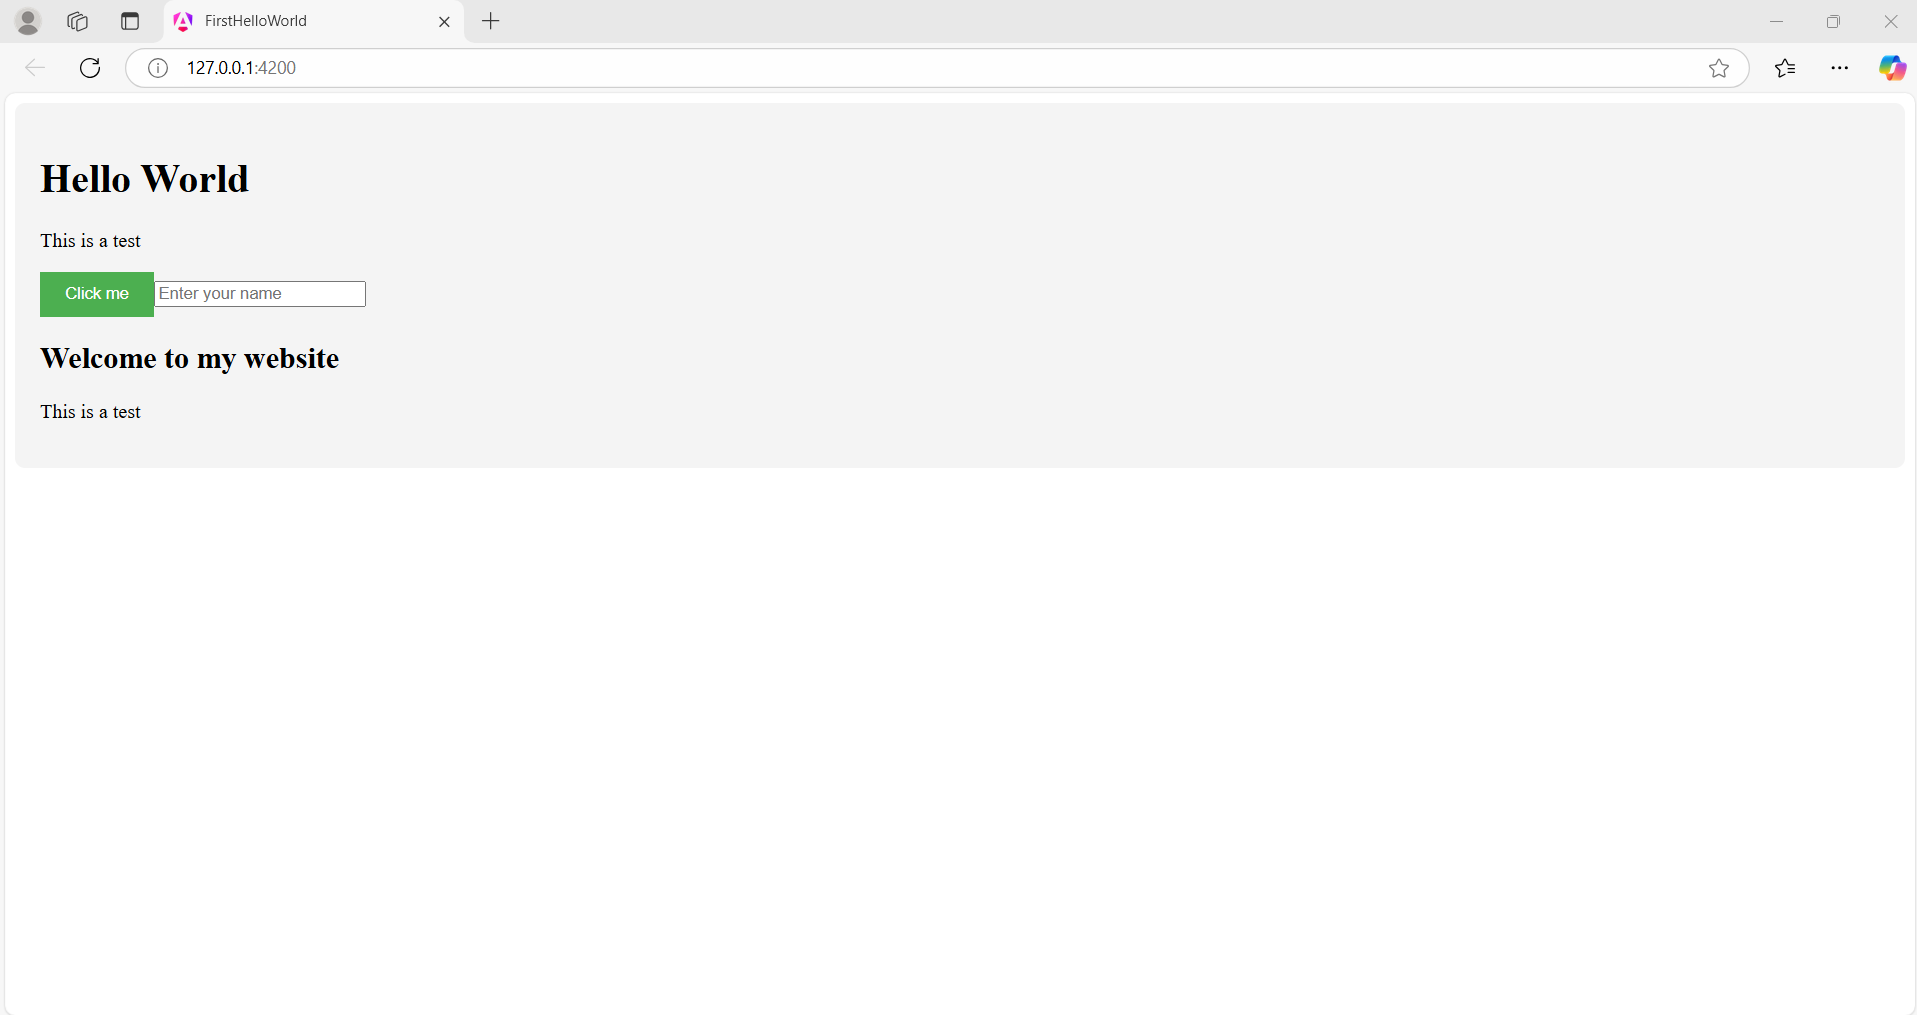 FirstHelloWorld
127.0.0.1:4200
Hello World
This is a test
Click me Enter your name
Welcome to my website
This is a test